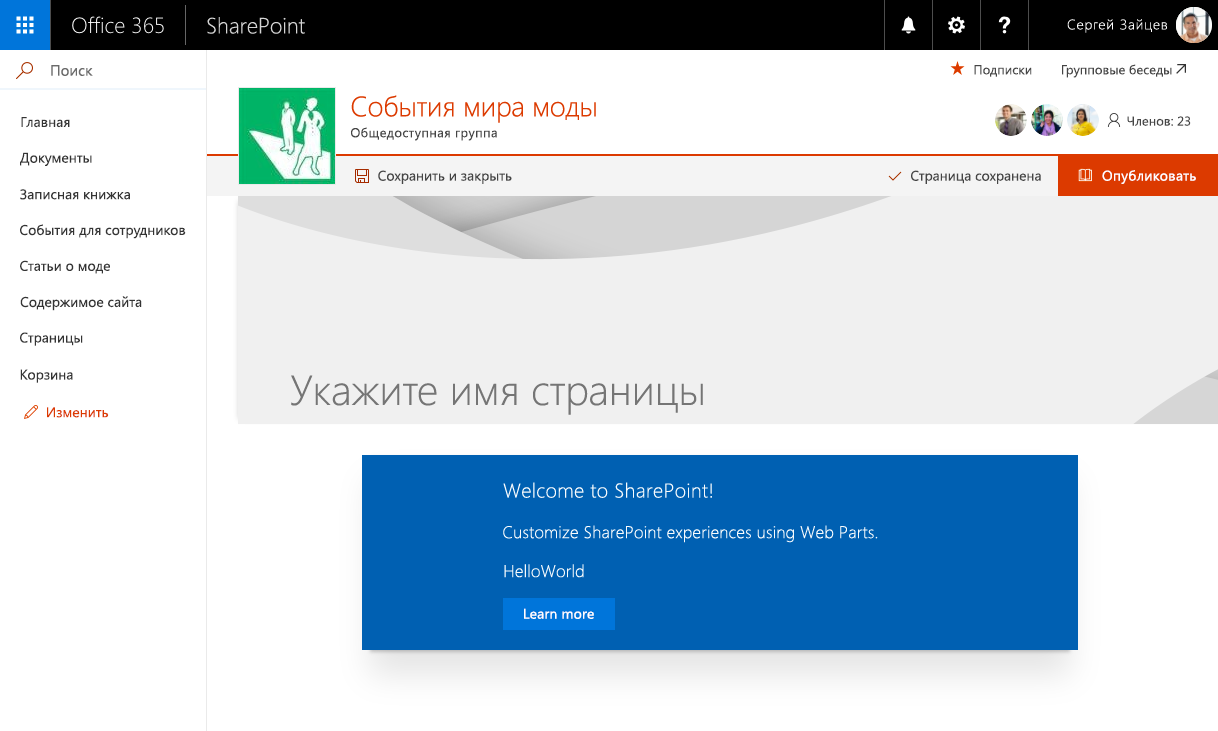 Office 365
SharePoint
?
Сергей Зайцев
Поиск
Подписки
Групповые беседы
События мира моды
Общедоступная группа
Членов: 23
Сохранить и закрыть
Страница сохранена
Опубликовать
Главная
Документы
Записная книжка
События для сотрудников
Статьи о моде
Содержимое сайта
Страницы
Корзина
Изменить
Укажите имя страницы
Welcome to SharePoint!
Customize SharePoint experiences using Web Parts.
HelloWorld
Learn more